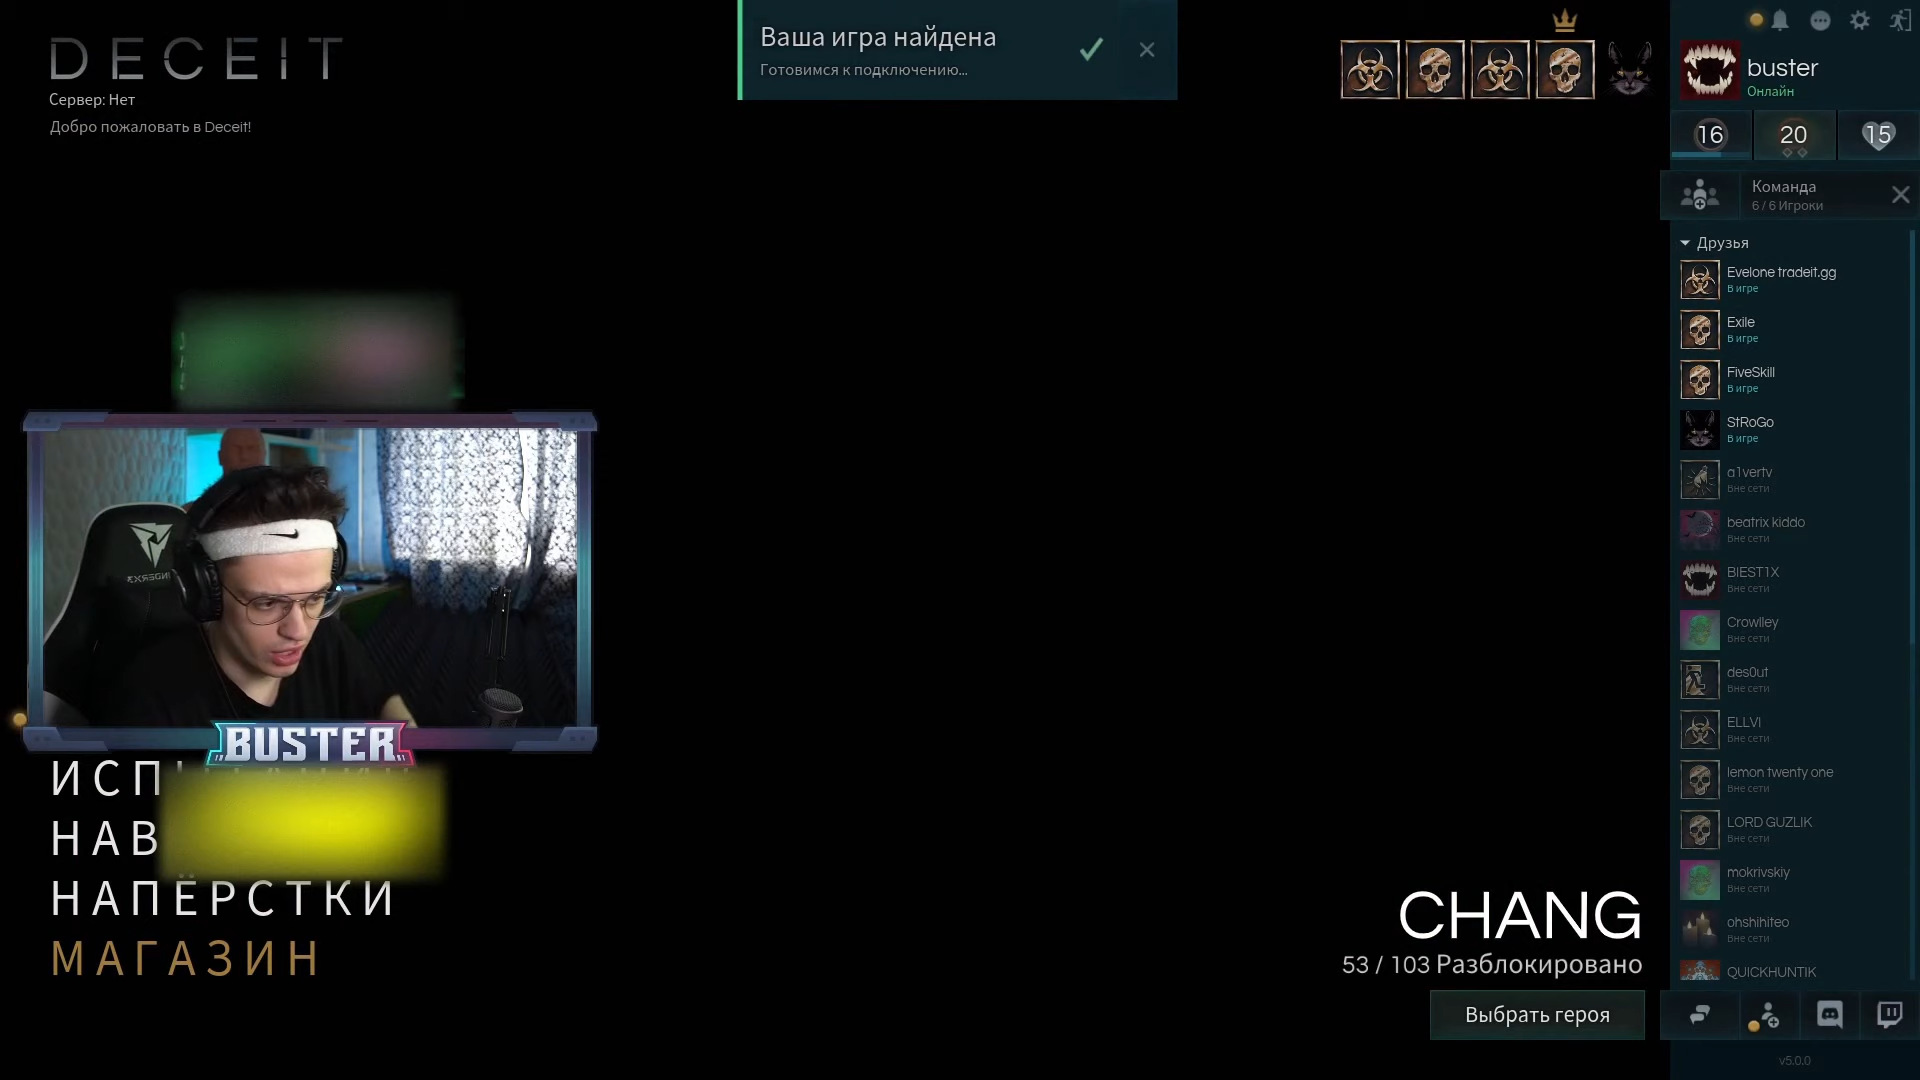 DECEIT
Сервер: Нет
Добро пожаловать в Deceit!
Ваша игра найдена
Готовимся к подключению...
buster
Онлайн
16
20
15
Команда
6 / 6 Игроки
Друзья
Evelone tradeit.gg
В игре
Exile
В игре
FiveSkill
В игре
StRoGo
В игре
a1vertv
Вне сети
beatrix kiddo
Вне сети
BIEST1X
Вне сети
Crowlley
Вне сети
des0ut
Вне сети
ELLVI
Вне сети
lemon twenty one
Вне сети
LORD GUZLIK
Вне сети
mokrivskiy
Вне сети
ohshihiteo
Вне сети
QUICKHUNTIK
BUSTER
НАПЁРСТКИ
МАГАЗИН
CHANG
53 / 103 Разблокировано
Выбрать героя
v5.0.0